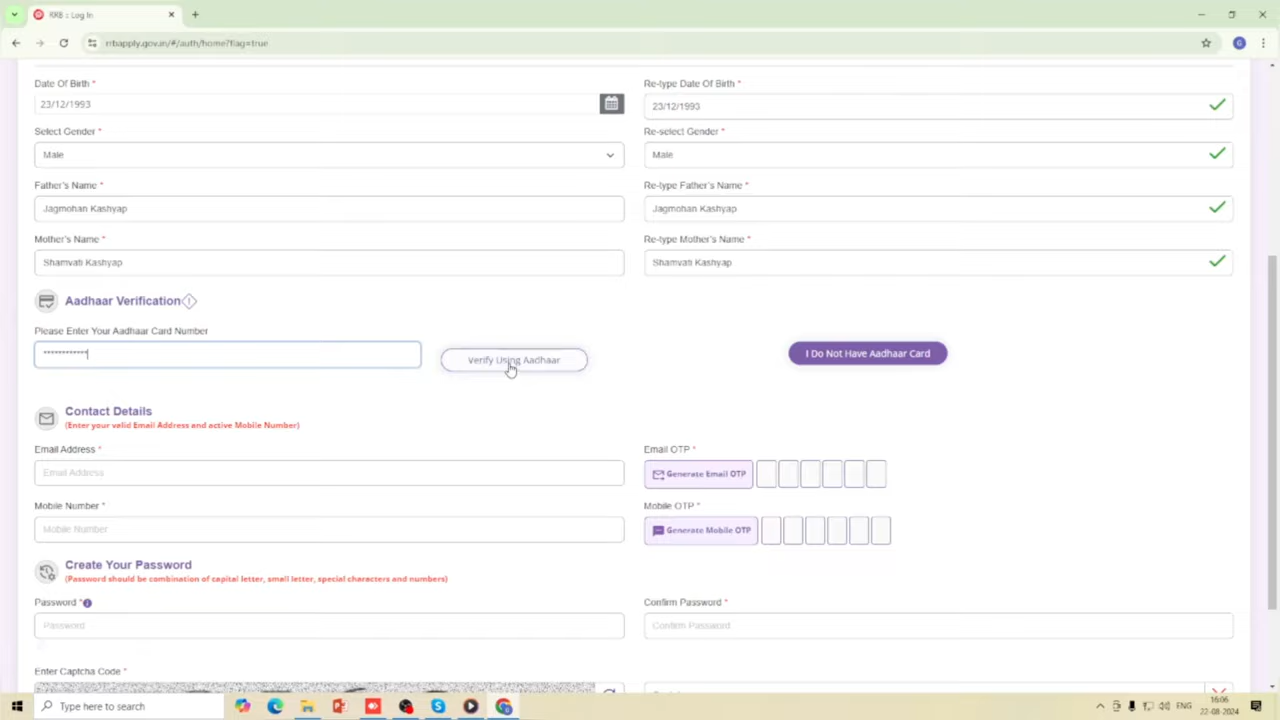 RRB :: Log In
rrbapply.gov.in/#/auth/home?flag=true
G
Date Of Birth *
Re-type Date Of Birth *
23/12/1993
23/12/1993
Select Gender *
Re-select Gender *
Male
Male
Father's Name *
Re-type Father's Name *
Jagmohan Kashyap
Jagmohan Kashyap
Mother's Name *
Re-type Mother's Name *
Shamvati Kashyap
Shamvati Kashyap
Aadhaar Verification
Please Enter Your Aadhaar Card Number
************
Verify Using Aadhaar
I Do Not Have Aadhaar Card
Contact Details
(Enter your valid Email Address and active Mobile Number)
Email Address *
Email OTP *
Email Address
Generate Email OTP
Mobile Number *
Mobile OTP *
Mobile Number
Generate Mobile OTP
Create Your Password
(Password should be combination of capital letter, small letter, special characters and numbers)
Password *
Confirm Password *
Password
Confirm Password
Enter Captcha Code *
Type here to search
ENG
16:06
22-08-2024